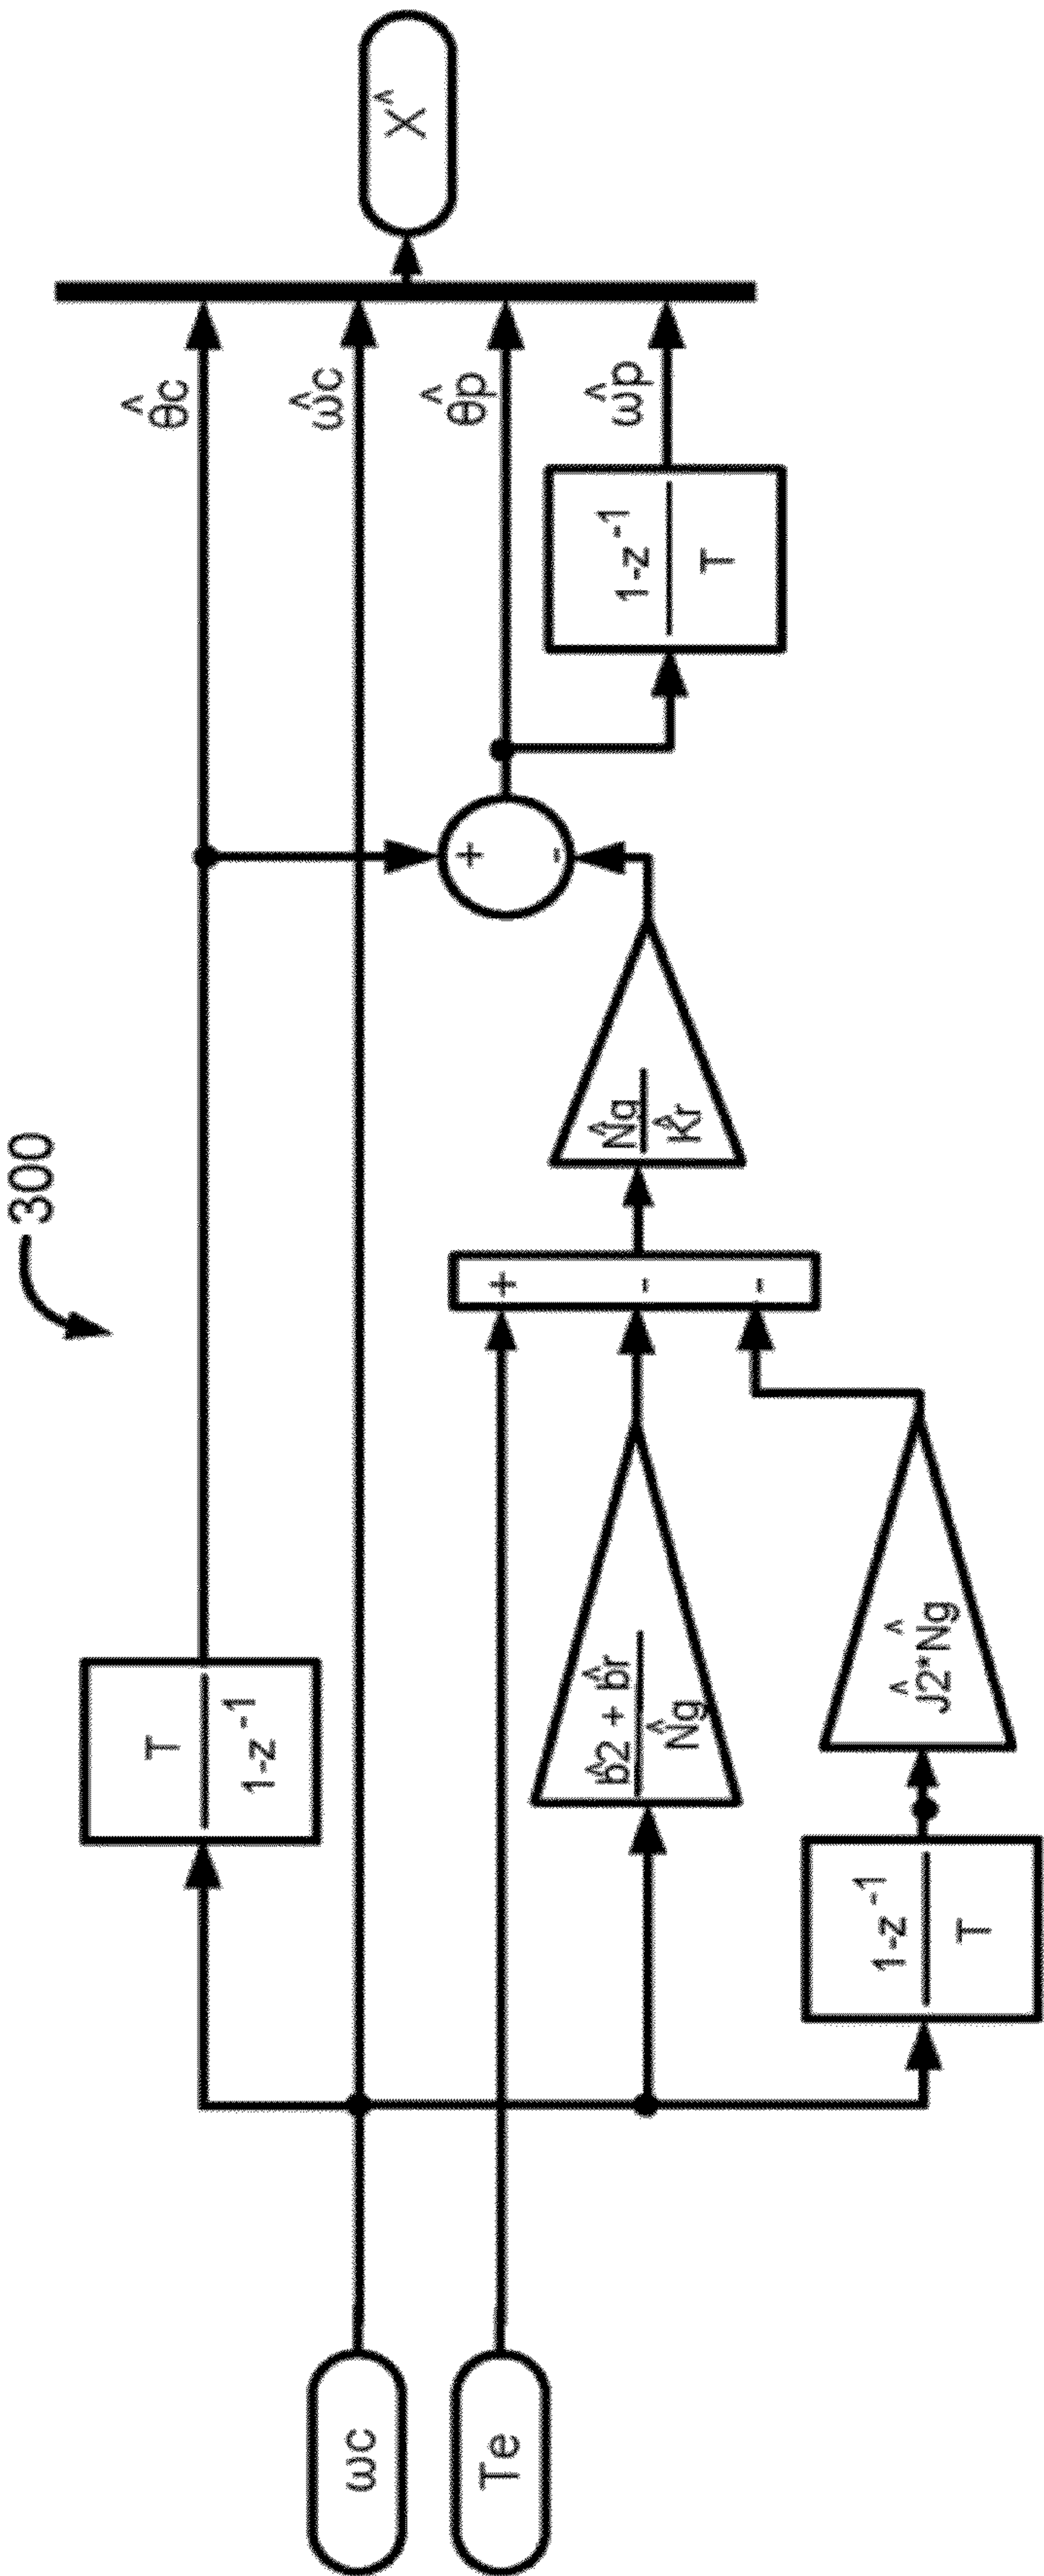 300
ωc
Te
T
1-z⁻¹
b̂2 + b̂r
N̂g
1-z⁻¹
T
Ĵ2*N̂g
+
-
-
N̂g
K̂r
+
-
1-z⁻¹
T
θ̂c
ω̂c
θ̂p
ω̂p
X̂